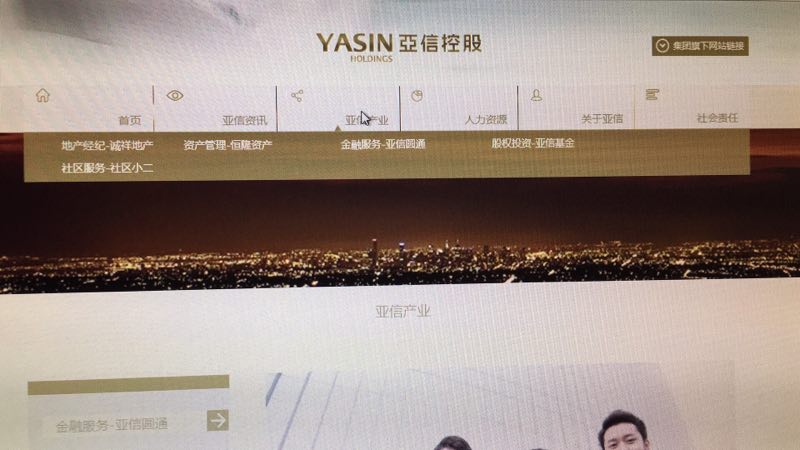 YASIN 亞信控股
HOLDINGS
集团旗下网站链接
首页
亚信资讯
亚信产业
人力资源
关于亚信
社会责任
地产经纪-诚祥地产
资产管理-恒隆资产
金融服务-亚信圆通
股权投资-亚信基金
社区服务-社区小二
亚信产业
金融服务-亚信圆通